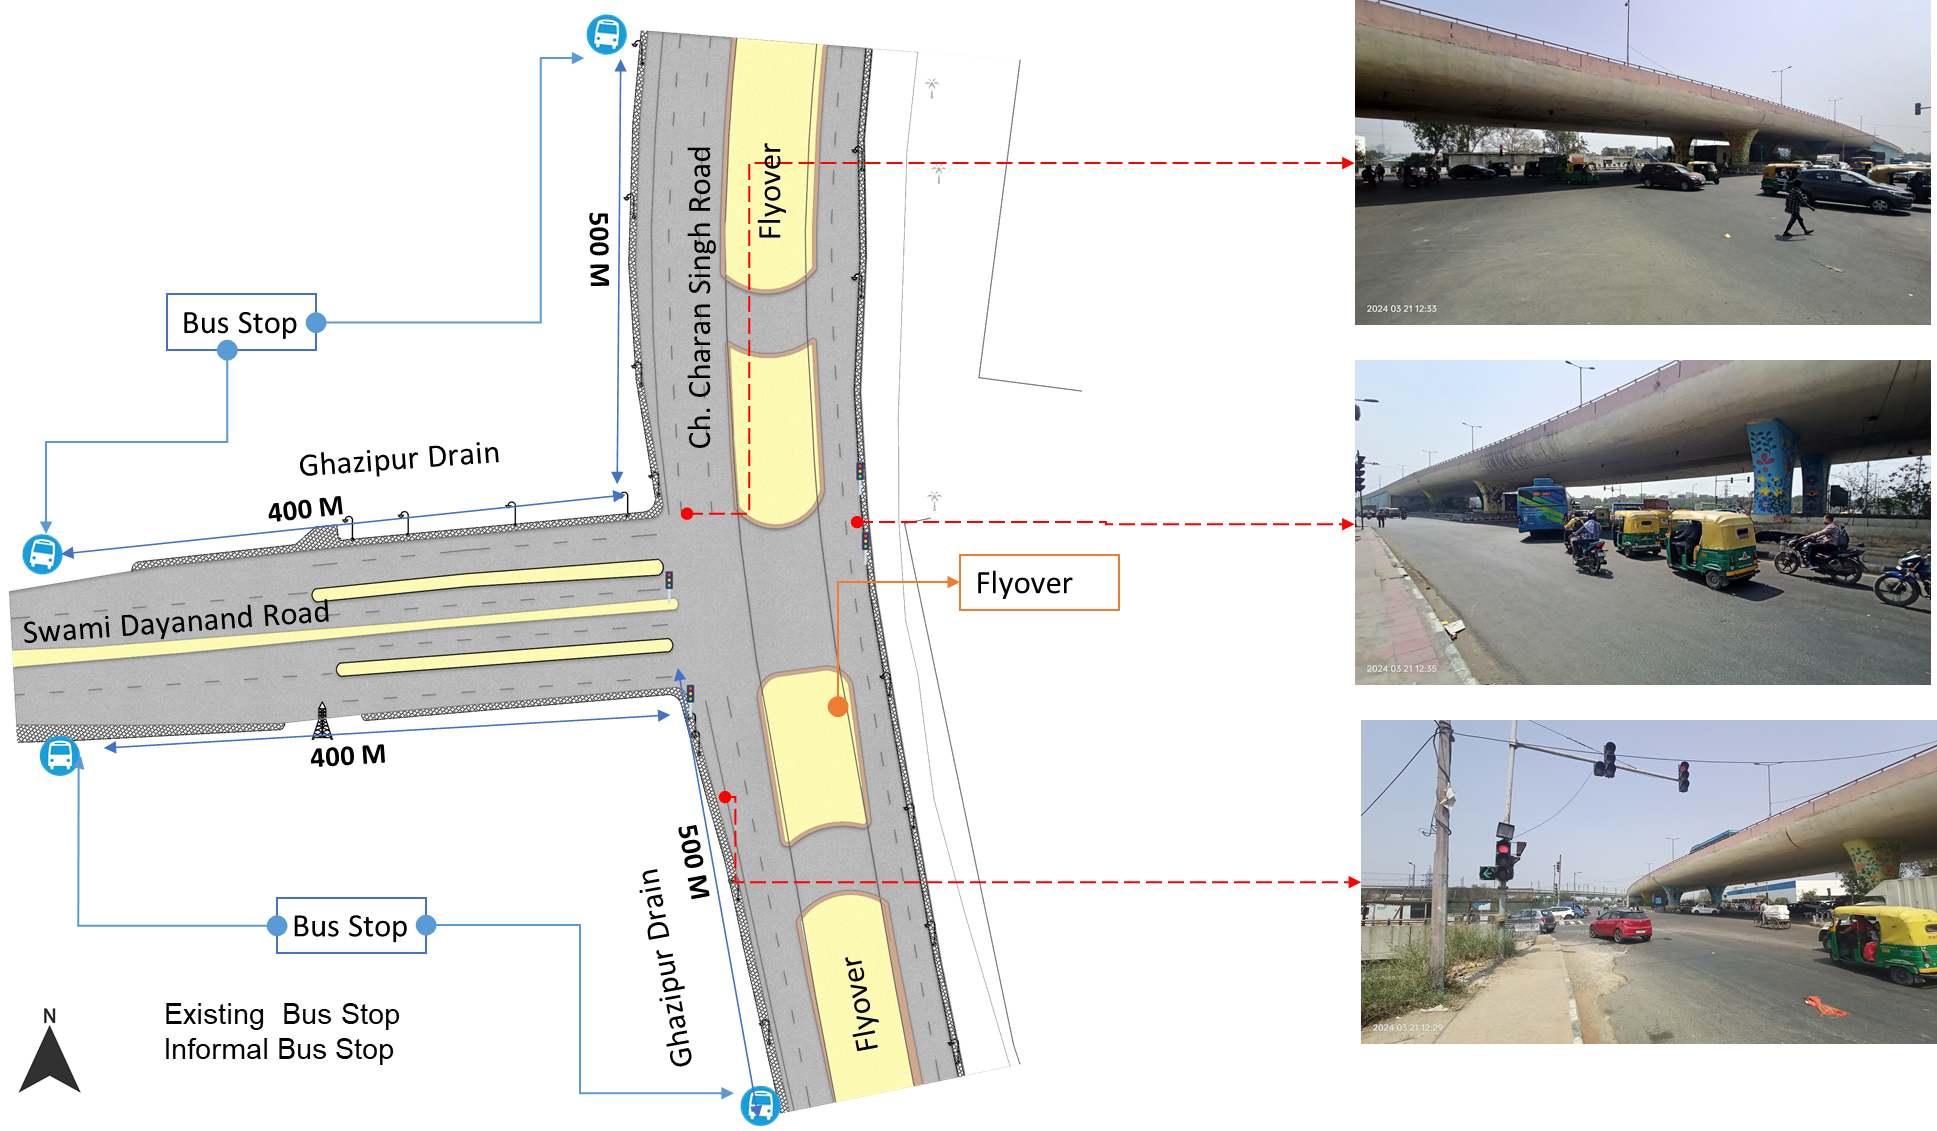 Flyover
Ch. Charan Singh Road
500 M
Bus Stop
Ghazipur Drain
400 M
Swami Dayanand Road
Flyover
400 M
500 M
Ghazipur Drain
Bus Stop
Flyover
N
Existing Bus Stop
Informal Bus Stop
2024 03 21 12:33
2024 03 21 12:35
2024 03 21 12:29